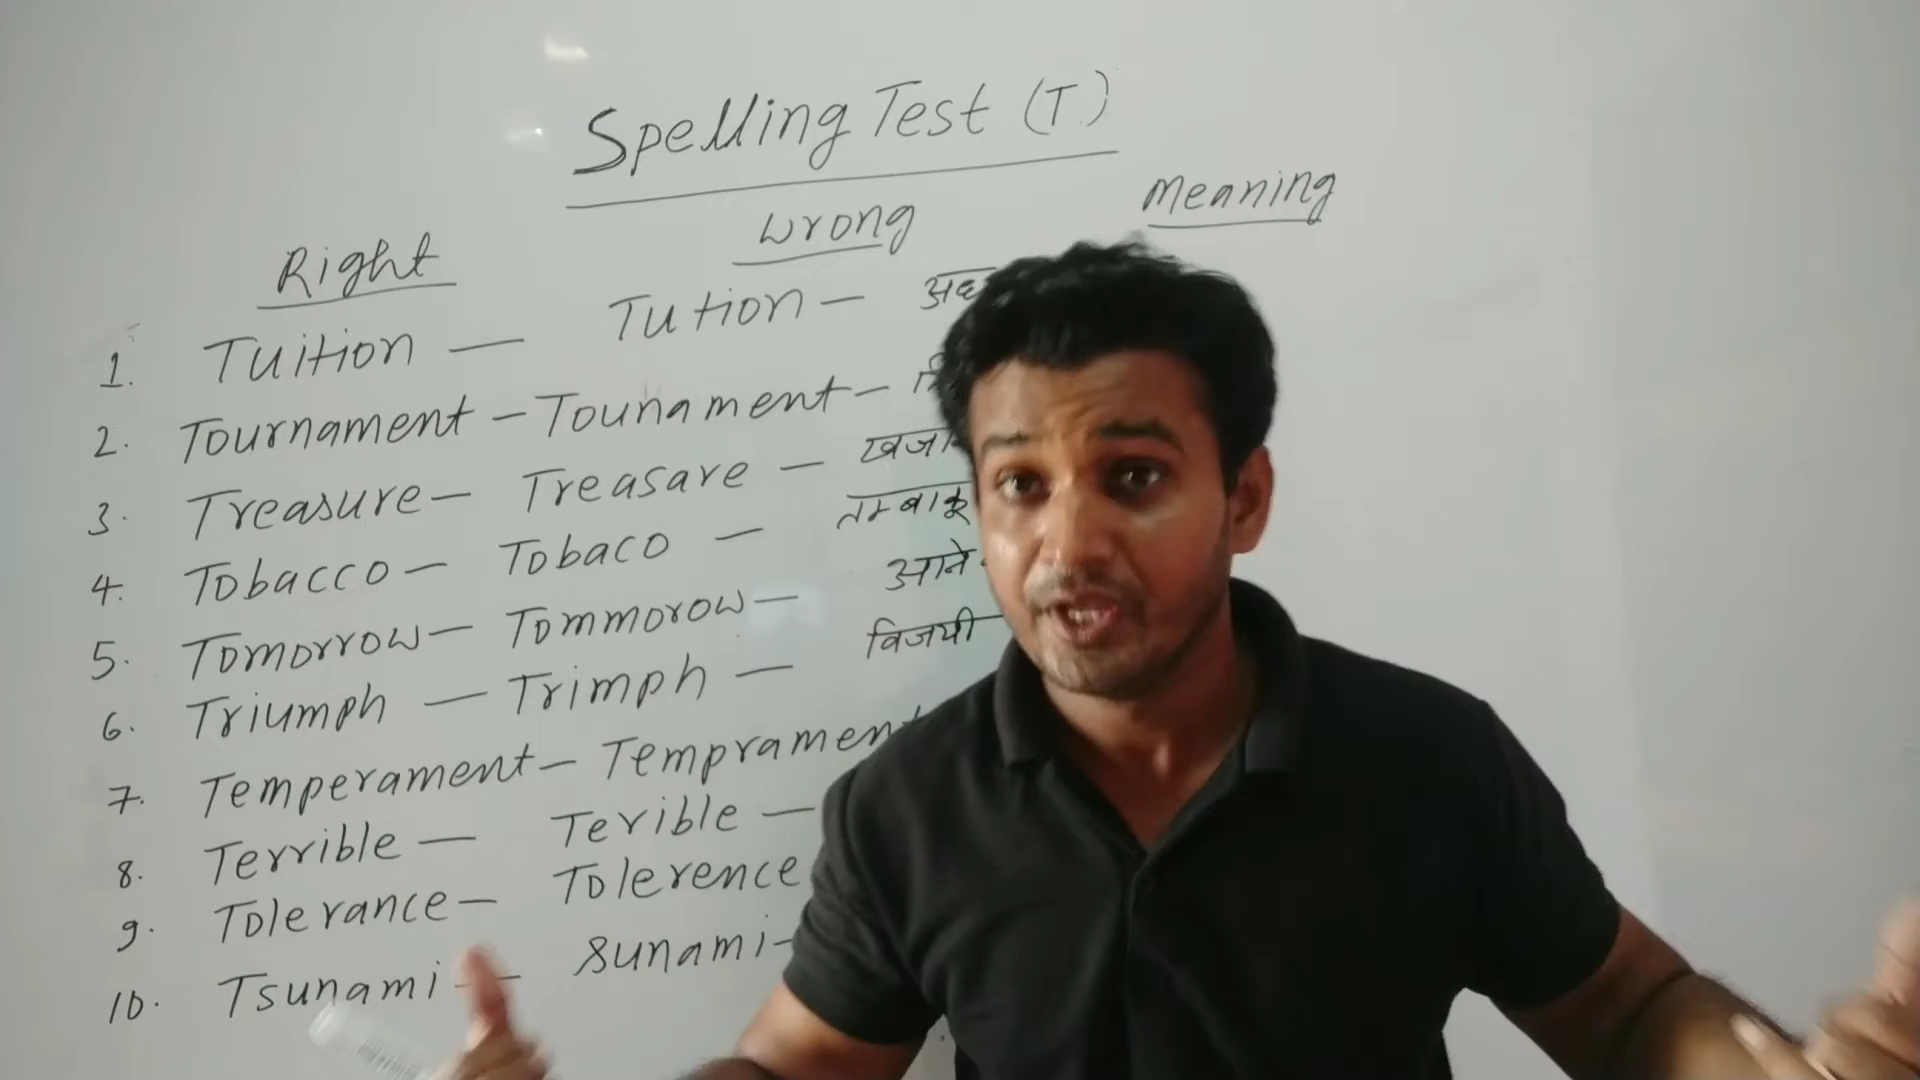 Spelling Test (T)
Right Wrong Meaning
1. Tuition — Tution —
2. Tournament — Tounament —
3. Treasure — Treasare —
4. Tobacco — Tobaco — तम्बाकू
5. Tomorrow — Tommorow — आने
6. Triumph — Trimph — विजयी
7. Temperament — Temprament
8. Terrible — Terible —
9. Tolerance — Tolerence
10. Tsunami — Sunami -